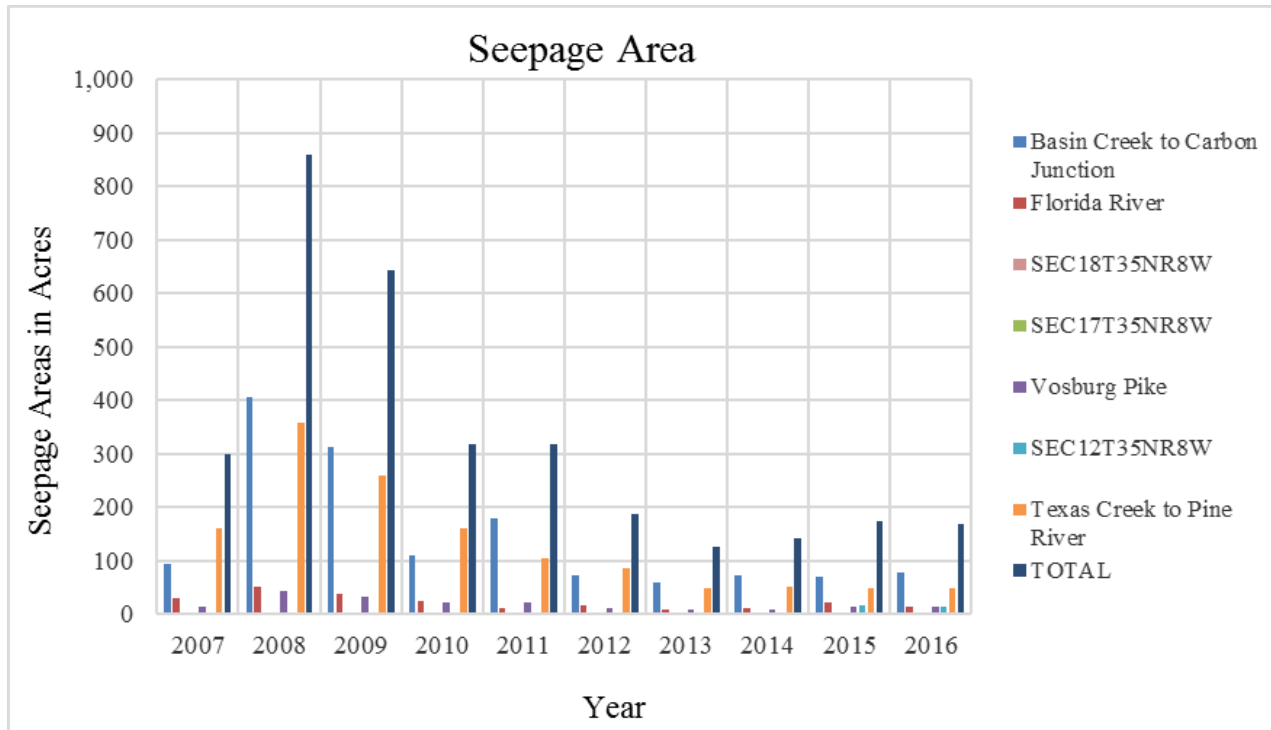 Seepage Area
1,000
900
800
700
600
500
400
300
200
100
0
Seepage Areas in Acres
2007 2008 2009 2010 2011 2012 2013 2014 2015 2016
Year
Basin Creek to Carbon
Junction
Florida River
SEC18T35NR8W
SEC17T35NR8W
Vosburg Pike
SEC12T35NR8W
Texas Creek to Pine
River
TOTAL